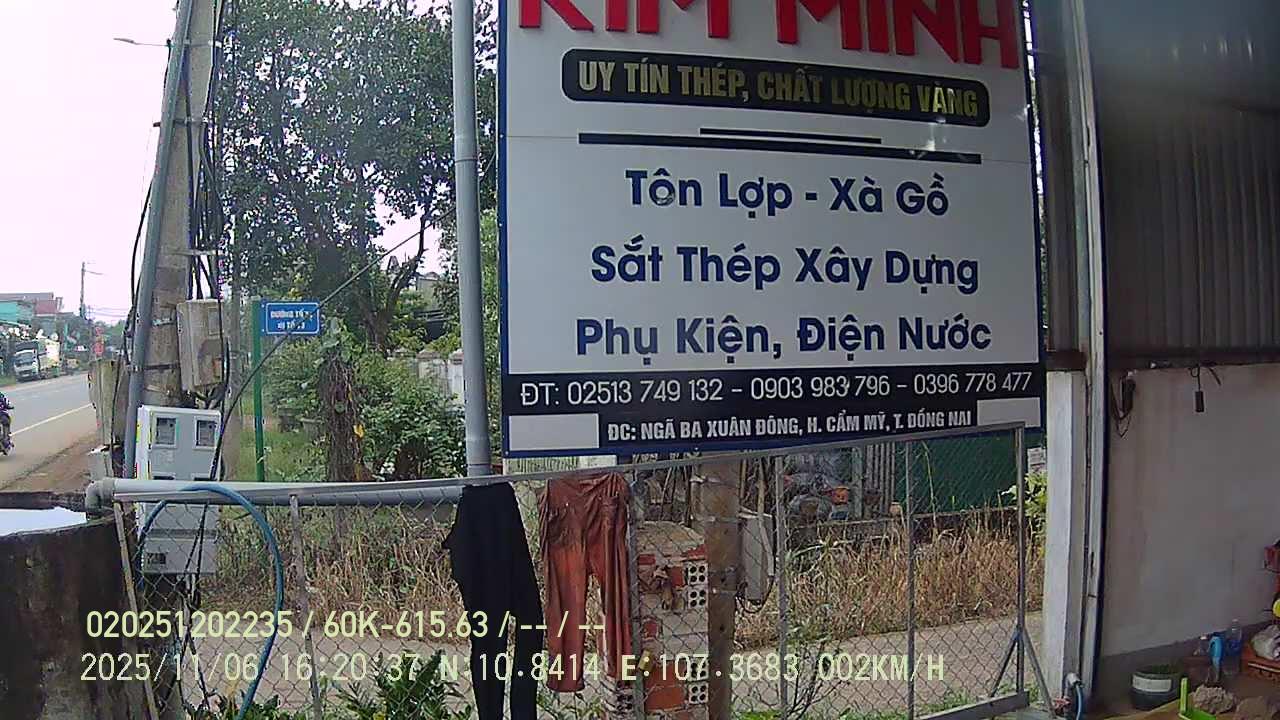 KIM MINH
UY TÍN THÉP, CHẤT LƯỢNG VÀNG
Tôn Lợp - Xà Gồ
Sắt Thép Xây Dựng
Phụ Kiện, Điện Nước
ĐT: 02513 749 132 - 0903 983 796 - 0396 778 477
ĐC: NGÃ BA XUÂN ĐÔNG, H. CẨM MỸ, T. ĐỒNG NAI
ĐƯỜNG TỔ
020251202235 / 60K-615.63 / -- / --
2025/11/06 16:20:37 N:10.8414 E:107.3683 002KM/H